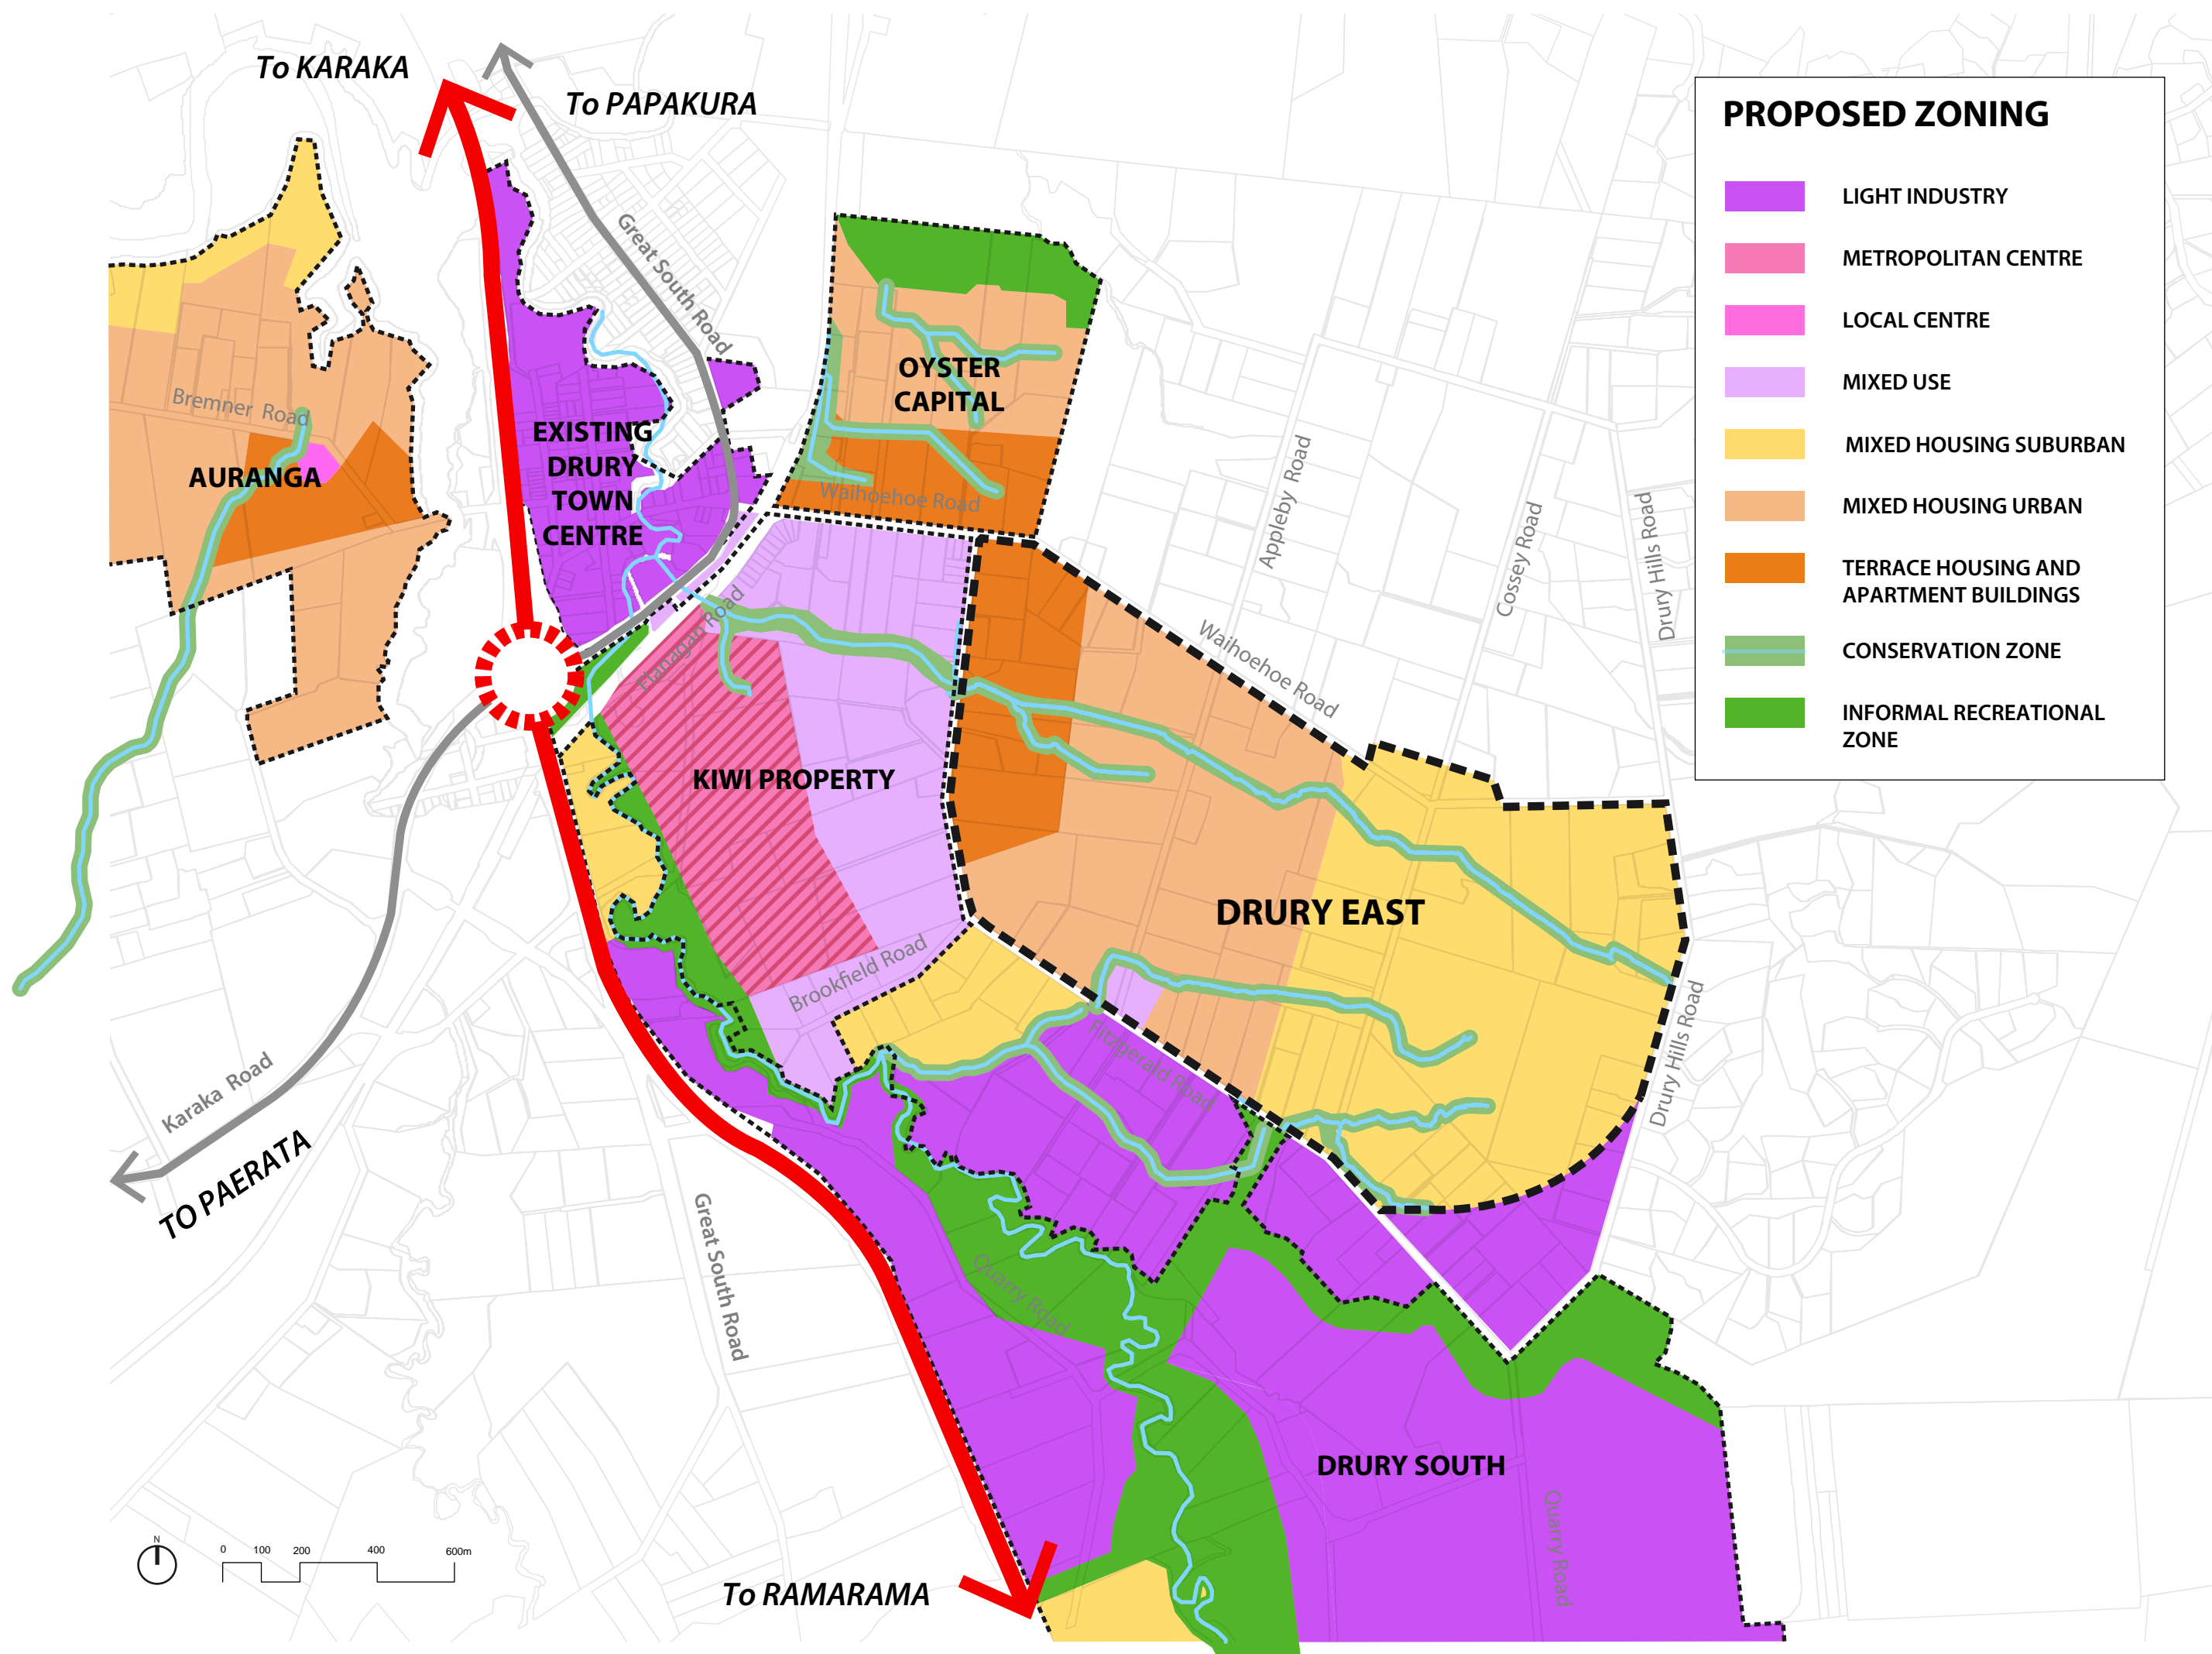 To KARAKA
To PAPAKURA
Great South Road
Bremner Road
AURANGA
EXISTING
DRURY
TOWN
CENTRE
OYSTER
CAPITAL
Waihoehoe Road
Flanagan Road
KIWI PROPERTY
Brookfield Road
Appleby Road
Cossey Road
Drury Hills Road
Waihoehoe Road
DRURY EAST
Fitzgerald Road
Drury Hills Road
Karaka Road
TO PAERATA
Great South Road
Quarry Road
DRURY SOUTH
Quarry Road
To RAMARAMA
N
0 100 200 400 600m
PROPOSED ZONING
LIGHT INDUSTRY
METROPOLITAN CENTRE
LOCAL CENTRE
MIXED USE
MIXED HOUSING SUBURBAN
MIXED HOUSING URBAN
TERRACE HOUSING AND
APARTMENT BUILDINGS
CONSERVATION ZONE
INFORMAL RECREATIONAL
ZONE